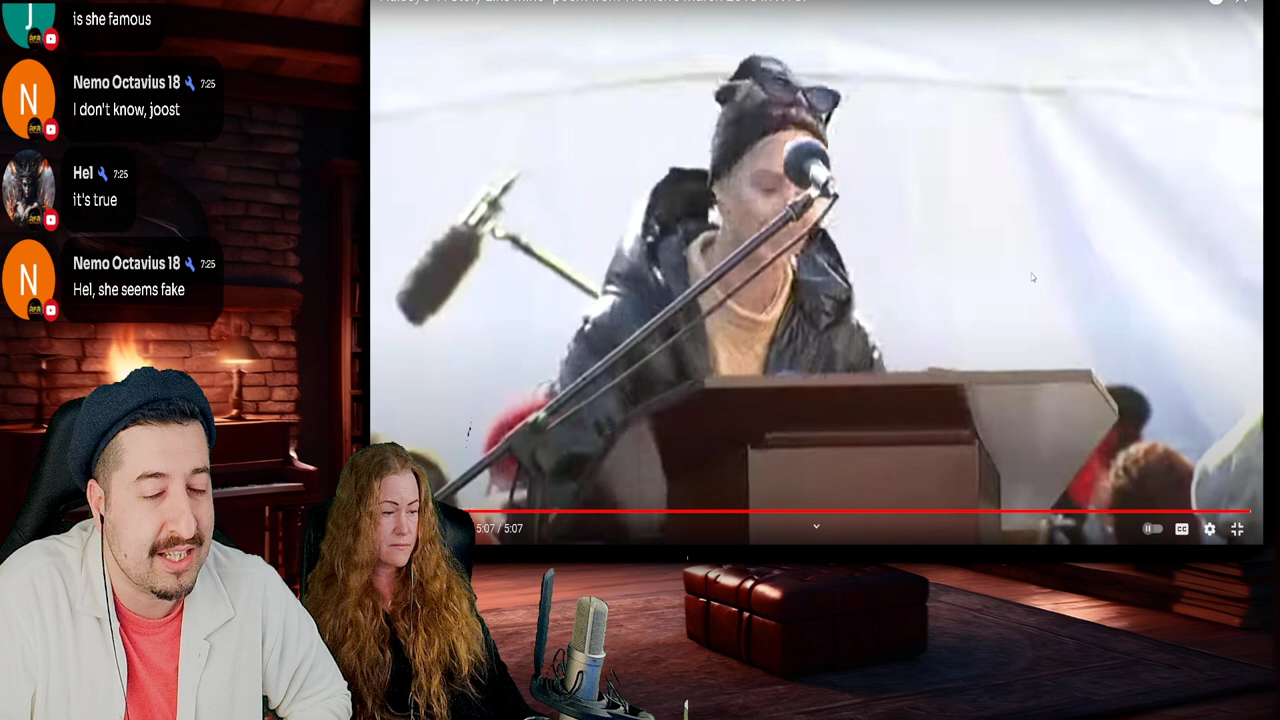 is she famous
Nemo Octavius 18 7:25
I don't know, joost
Hel 7:25
it's true
Nemo Octavius 18 7:25
Hel, she seems fake
5:07 / 5:07
CC